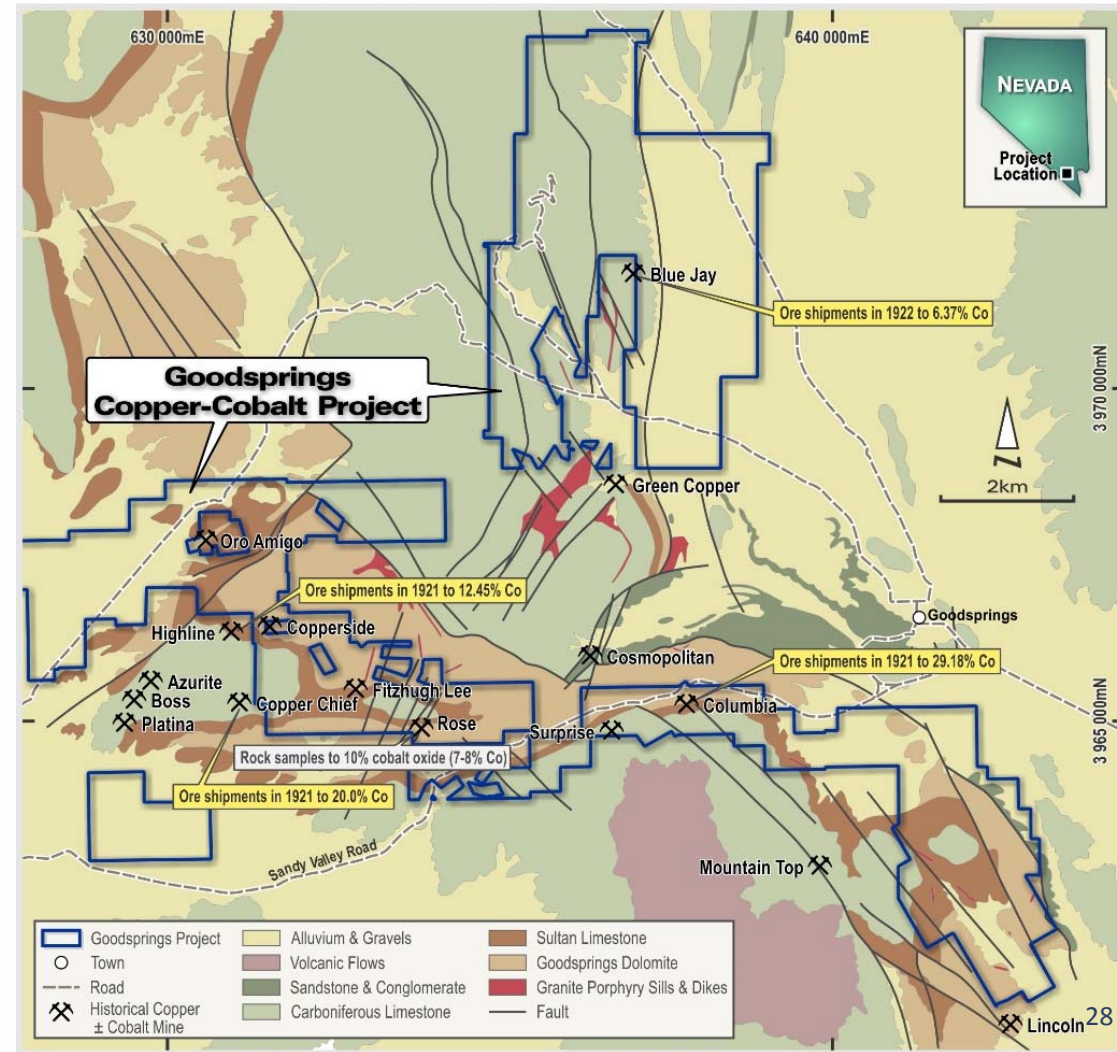 630 000mE
640 000mE
NEVADA
Project
Location
Blue Jay
Ore shipments in 1922 to 6.37% Co
Goodsprings
Copper-Cobalt Project
3 970 000mN
N
2km
Green Copper
Oro Amigo
Ore shipments in 1921 to 12.45% Co
Goodsprings
Highline
Copperside
Cosmopolitan
Ore shipments in 1921 to 29.18% Co
Azurite
Boss
Platina
Copper Chief
Fitzhugh Lee
Rose
Surprise
Columbia
3 965 000mN
Rock samples to 10% cobalt oxide (7-8% Co)
Ore shipments in 1921 to 20.0% Co
Sandy Valley Road
Mountain Top
Goodsprings Project
Town
Road
Historical Copper
± Cobalt Mine
Alluvium & Gravels
Volcanic Flows
Sandstone & Conglomerate
Carboniferous Limestone
Sultan Limestone
Goodsprings Dolomite
Granite Porphyry Sills & Dikes
Fault
Lincoln
28